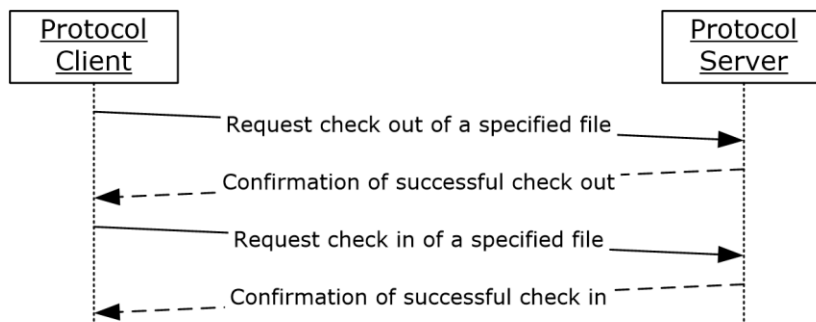 Protocol
Client
Protocol
Server
Request check out of a specified file
Confirmation of successful check out
Request check in of a specified file
Confirmation of successful check in